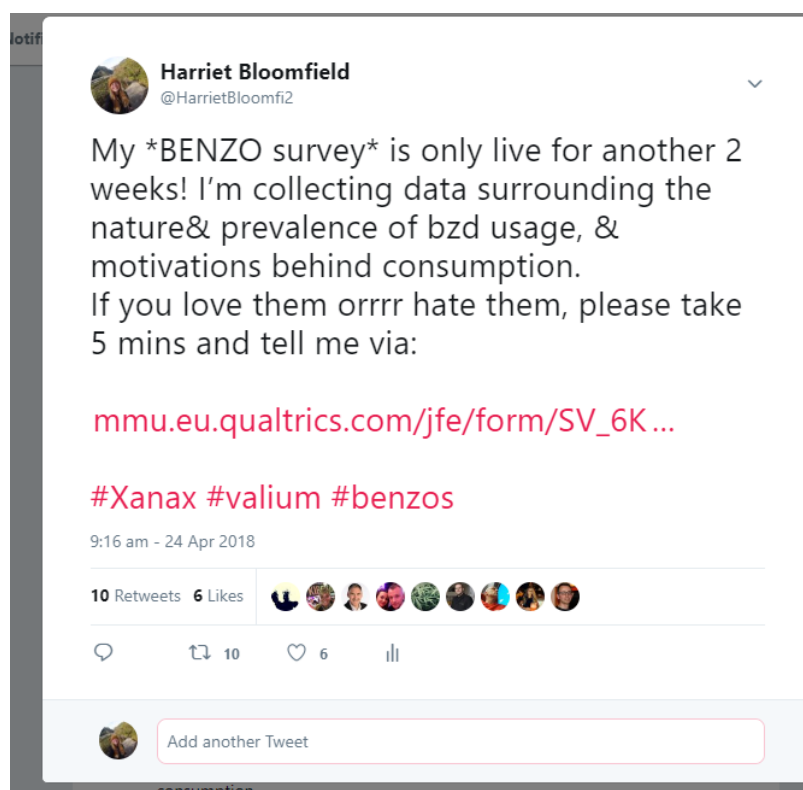 Notifi
Harriet Bloomfield
@HarrietBloomfi2
My *BENZO survey* is only live for another 2
weeks! I’m collecting data surrounding the
nature& prevalence of bzd usage, &
motivations behind consumption.
If you love them orrrr hate them, please take
5 mins and tell me via:
mmu.eu.qualtrics.com/jfe/form/SV_6K…
#Xanax #valium #benzos
9:16 am - 24 Apr 2018
10 Retweets 6 Likes
10 6
Add another Tweet
consumption